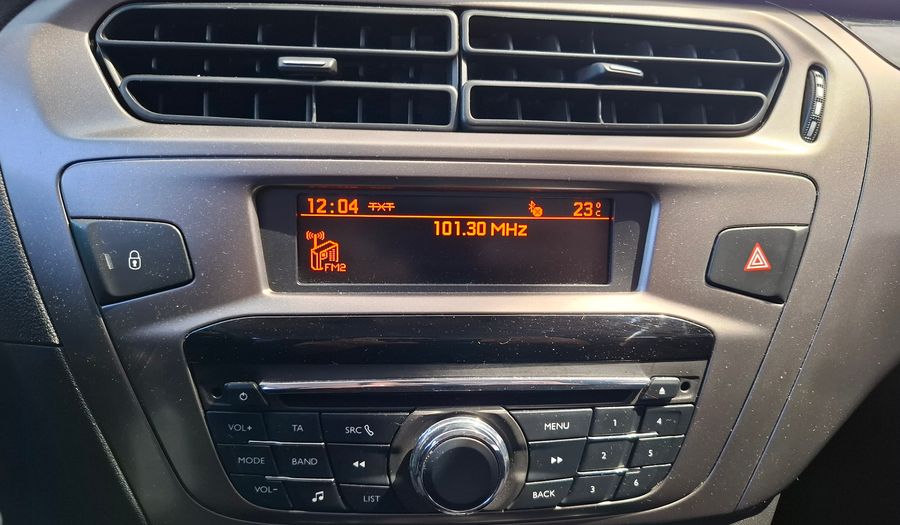 12:04 TXT 23°C
101.30 MHz
FM2
VOL+ TA SRC MENU 1 4
MODE BAND 2 5
VOL- LIST BACK 3 6